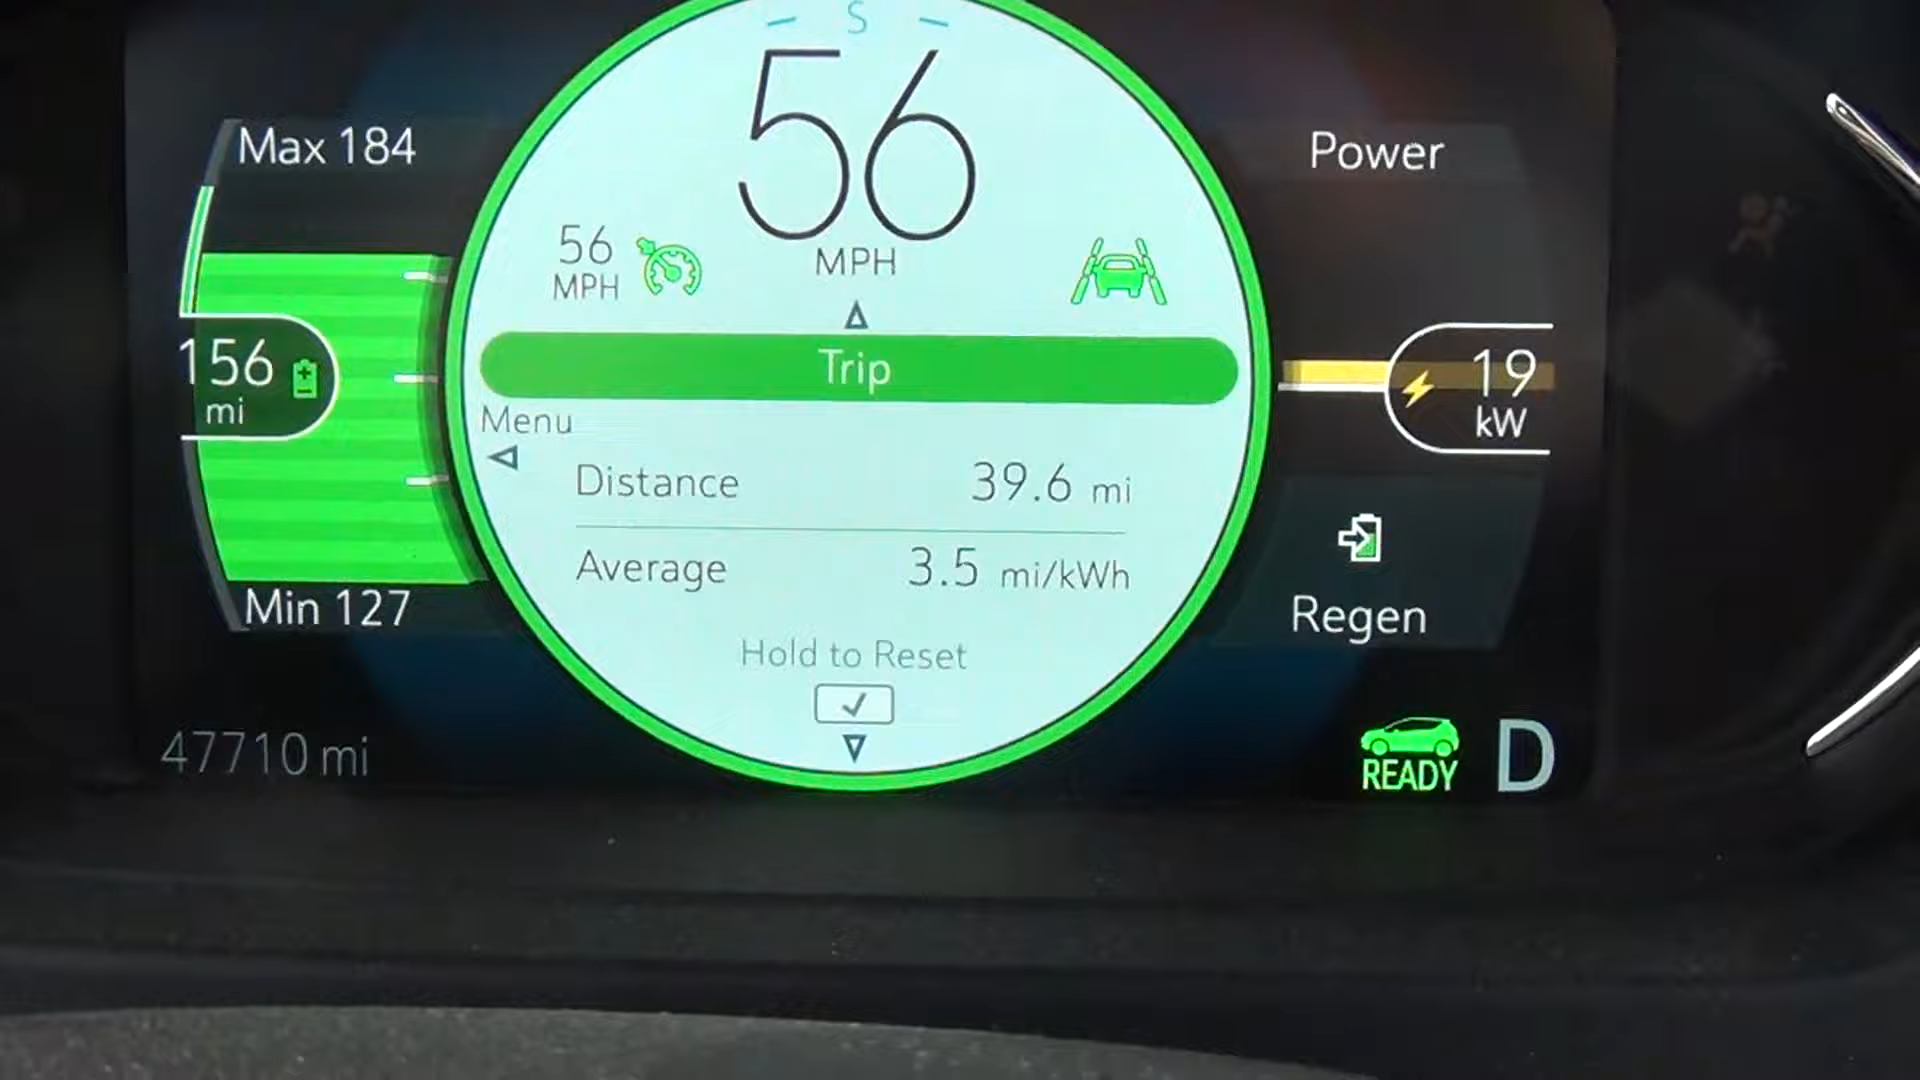 S
56
MPH
56
MPH
Max 184
Power
156
mi
Trip
19
kW
Menu
Distance 39.6 mi
Average 3.5 mi/kWh
Min 127
Regen
Hold to Reset
47710 mi
READY D